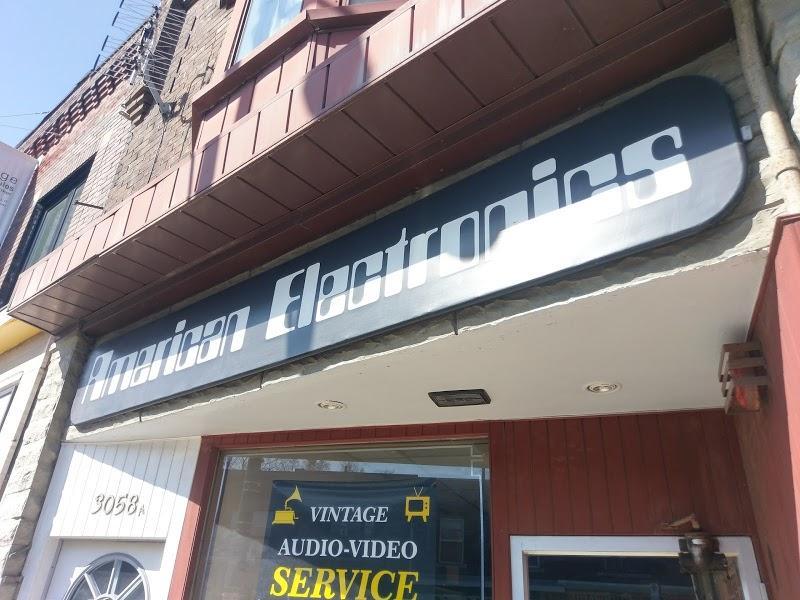 American Electronics
3058A
VINTAGE
AUDIO-VIDEO
SERVICE